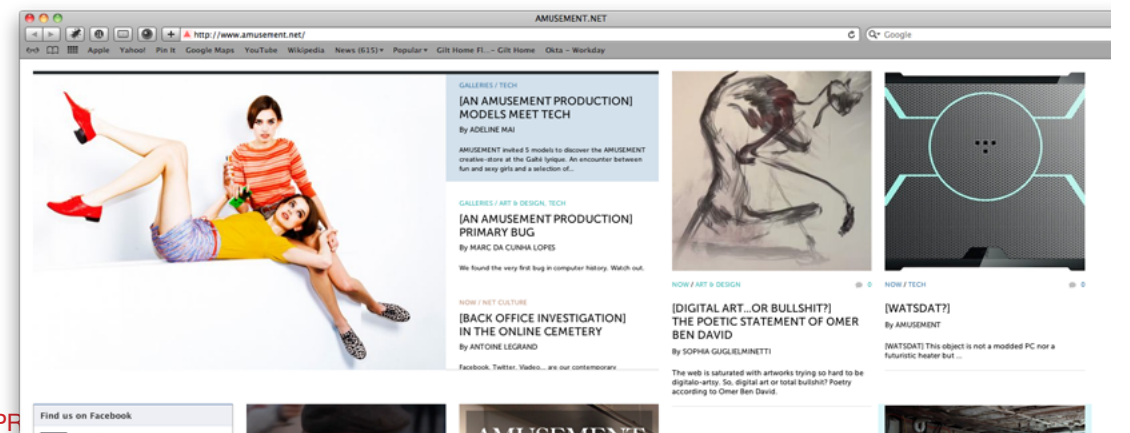 AMUSEMENT.NET
http://www.amusement.net/
Google
Apple Yahoo! Pin It Google Maps YouTube Wikipedia News (615) Popular Gilt Home Fl...– Gilt Home Okta – Workday
GALLERIES / TECH
[AN AMUSEMENT PRODUCTION]
MODELS MEET TECH
By ADELINE MAI
AMUSEMENT invited 5 models to discover the AMUSEMENT
creative-store at the Gaîté lyrique. An encounter between
fun and sexy girls and a selection of...
GALLERIES / ART & DESIGN, TECH
[AN AMUSEMENT PRODUCTION]
PRIMARY BUG
By MARC DA CUNHA LOPES
We found the very first bug in computer history. Watch out.
NOW / NET CULTURE
[BACK OFFICE INVESTIGATION]
IN THE ONLINE CEMETERY
By ANTOINE LEGRAND
Facebook, Twitter, Viadeo... are our contemporary
NOW / ART & DESIGN 0
[DIGITAL ART...OR BULLSHIT?]
THE POETIC STATEMENT OF OMER
BEN DAVID
By SOPHIA GUGLIELMINETTI
The web is saturated with artworks trying so hard to be
digitalo-artsy. So, digital art or total bullshit? Poetry
according to Omer Ben David.
NOW / TECH 0
[WATSDAT?]
By AMUSEMENT
[WATSDAT] This object is not a modded PC nor a
futuristic heater but ...
PR
Find us on Facebook
AMUSEMENT